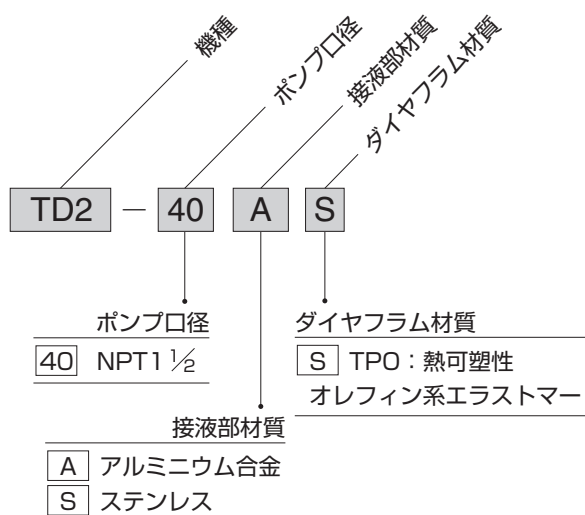 機種
ポンプ口径
接液部材質
ダイヤフラム材質
TD2 − 40 A S
ポンプ口径
40 NPT1 1/2
ダイヤフラム材質
S TPO：熱可塑性
オレフィン系エラストマー
接液部材質
A アルミニウム合金
S ステンレス